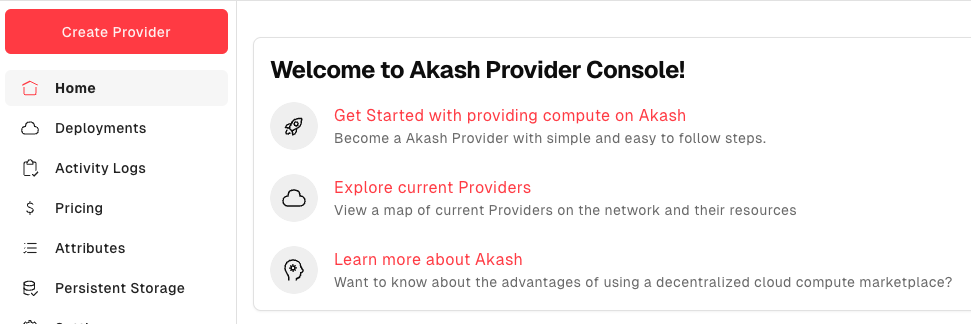 Create Provider
Home
Deployments
Activity Logs
$ Pricing
Attributes
Persistent Storage
Welcome to Akash Provider Console!
Get Started with providing compute on Akash
Become a Akash Provider with simple and easy to follow steps.
Explore current Providers
View a map of current Providers on the network and their resources
Learn more about Akash
Want to know about the advantages of using a decentralized cloud compute marketplace?